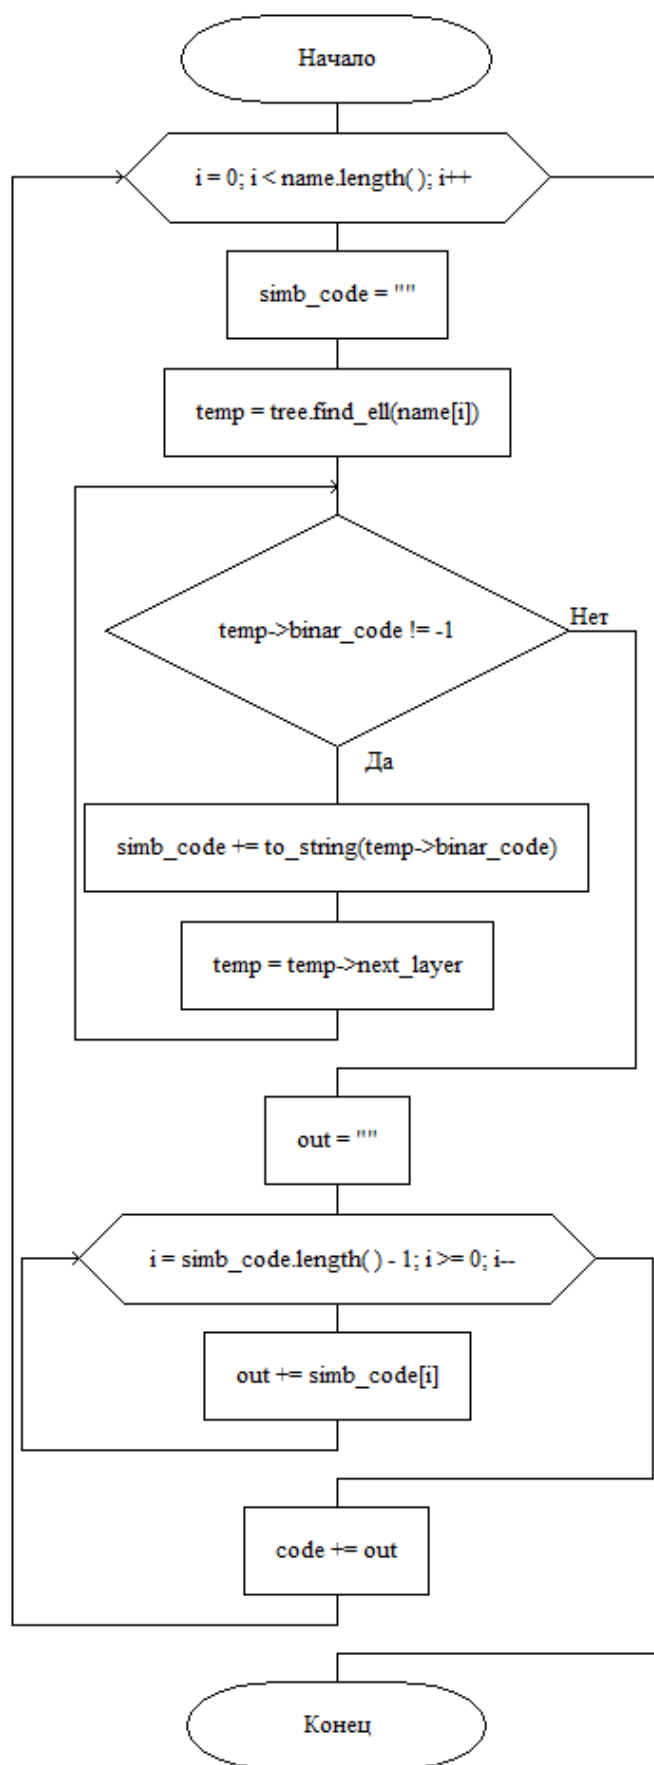 Начало
i = 0; i < name.length( ); i++
simb_code = ""
temp = tree.find_ell(name[i])
temp->binar_code != -1
Нет
Да
simb_code += to_string(temp->binar_code)
temp = temp->next_layer
out = ""
i = simb_code.length( ) - 1; i >= 0; i--
out += simb_code[i]
code += out
Конец